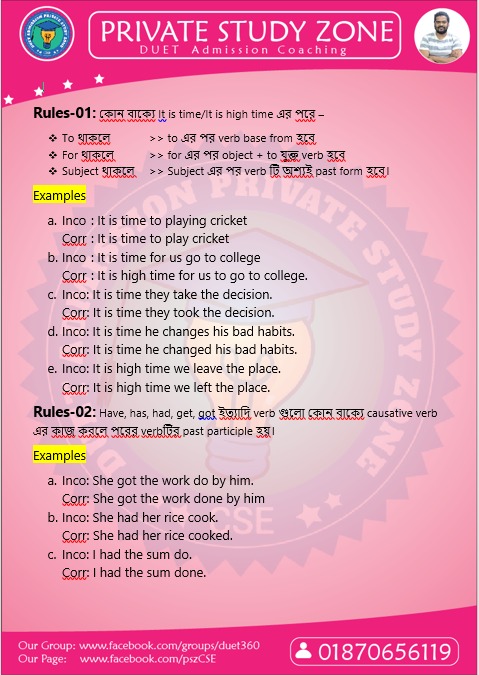 PRIVATE STUDY ZONE
DUET Admission Coaching
Rules-01: কোন বাক্যে It is time/It is high time এর পরে –
❖ To থাকলে >> to এর পর verb base from হবে
❖ For থাকলে >> for এর পর object + to যুক্ত verb হবে
❖ Subject থাকলে >> Subject এর পর verb টি অবশ্যই past form হবে।
Examples
a. Inco : It is time to playing cricket
Corr : It is time to play cricket
b. Inco : It is time for us go to college
Corr : It is high time for us to go to college.
c. Inco: It is time they take the decision.
Corr: It is time they took the decision.
d. Inco: It is time he changes his bad habits.
Corr: It is time he changed his bad habits.
e. Inco: It is high time we leave the place.
Corr: It is high time we left the place.
Rules-02: Have, has, had, get, got ইত্যাদি verb গুলো কোন বাক্যে causative verb
এর কাজ করলে পরের verbটির past participle হয়।
Examples
a. Inco: She got the work do by him.
Corr: She got the work done by him
b. Inco: She had her rice cook.
Corr: She had her rice cooked.
c. Inco: I had the sum do.
Corr: I had the sum done.
Our Group: www.facebook.com/groups/duet360
Our Page: www.facebook.com/pszCSE
01870656119